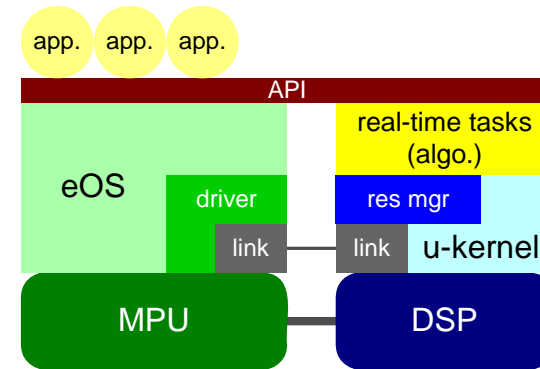 app. app. app.
API
real-time tasks
(algo.)
eOS
driver
res mgr
link
link
u-kernel
MPU
DSP